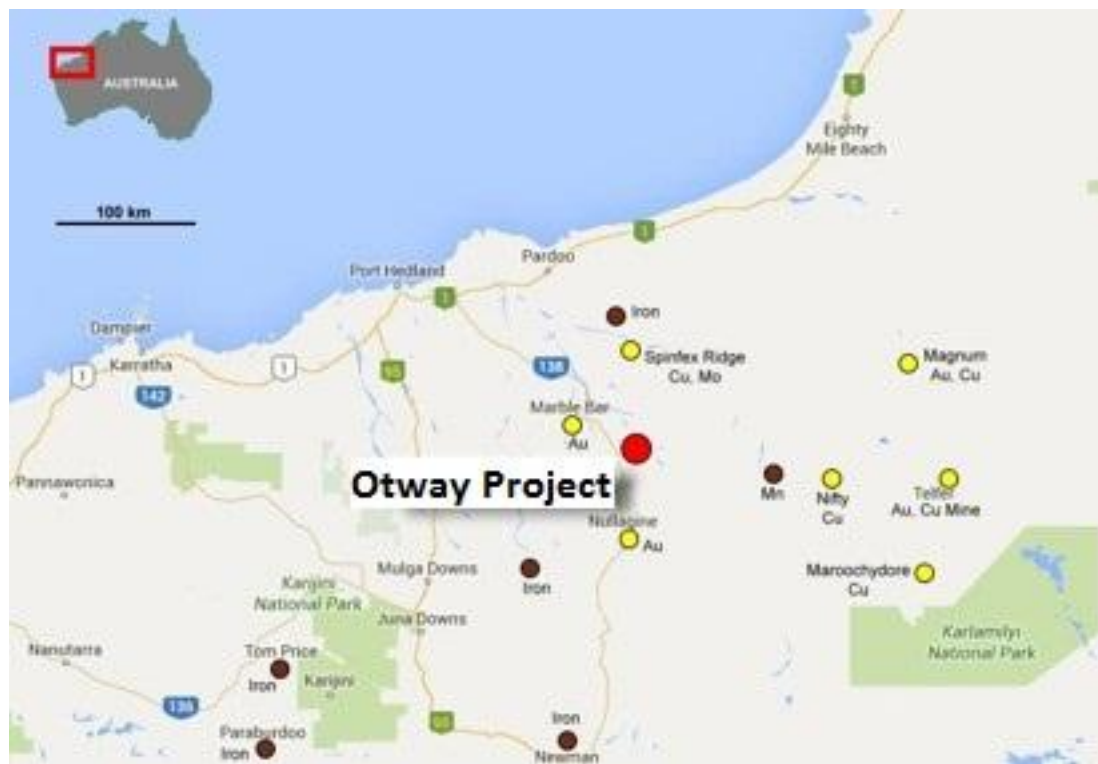 AUSTRALIA
1
Eighty
Mile Beach
100 km
1
Pardoo
Port Hedland
1
Iron
Dampier
Karratha
1
1
95
138
Spinfex Ridge
Cu, Mo
Magnum
Au, Cu
142
Marble Bar
Au
Otway Project
Pannawonica
Mn
Nifty
Cu
Telfer
Au, Cu Mine
Nullagine
Au
Mulga Downs
Iron
Maroochydore
Cu
Karijini
National Park
Juna Downs
Karlamilyi
National Park
Nanutarra
Tom Price
Iron
Karijini
136
95
Iron
Paraburdoo
Iron
Newman